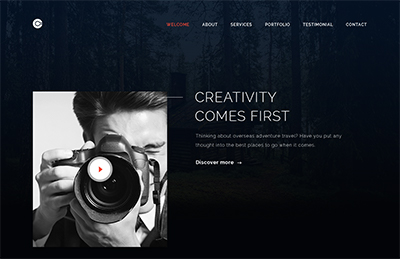 WELCOME ABOUT SERVICES PORTFOLIO TESTIMONIAL CONTACT
CREATIVITY
COMES FIRST
Thinking about overseas adventure travel? Have you put any
thought into the best places to go when it comes.
Discover more →